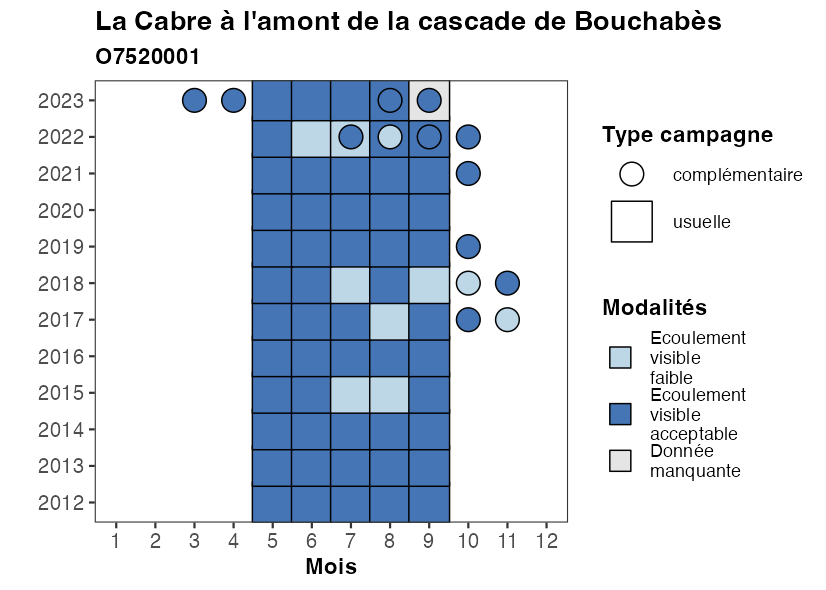 La Cabre à l'amont de la cascade de Bouchabès
O7520001
2023
2022
2021
2020
2019
2018
2017
2016
2015
2014
2013
2012
1 2 3 4 5 6 7 8 9 10 11 12
Mois
Type campagne
complémentaire
usuelle
Modalités
Ecoulement
visible
faible
Ecoulement
visible
acceptable
Donnée
manquante